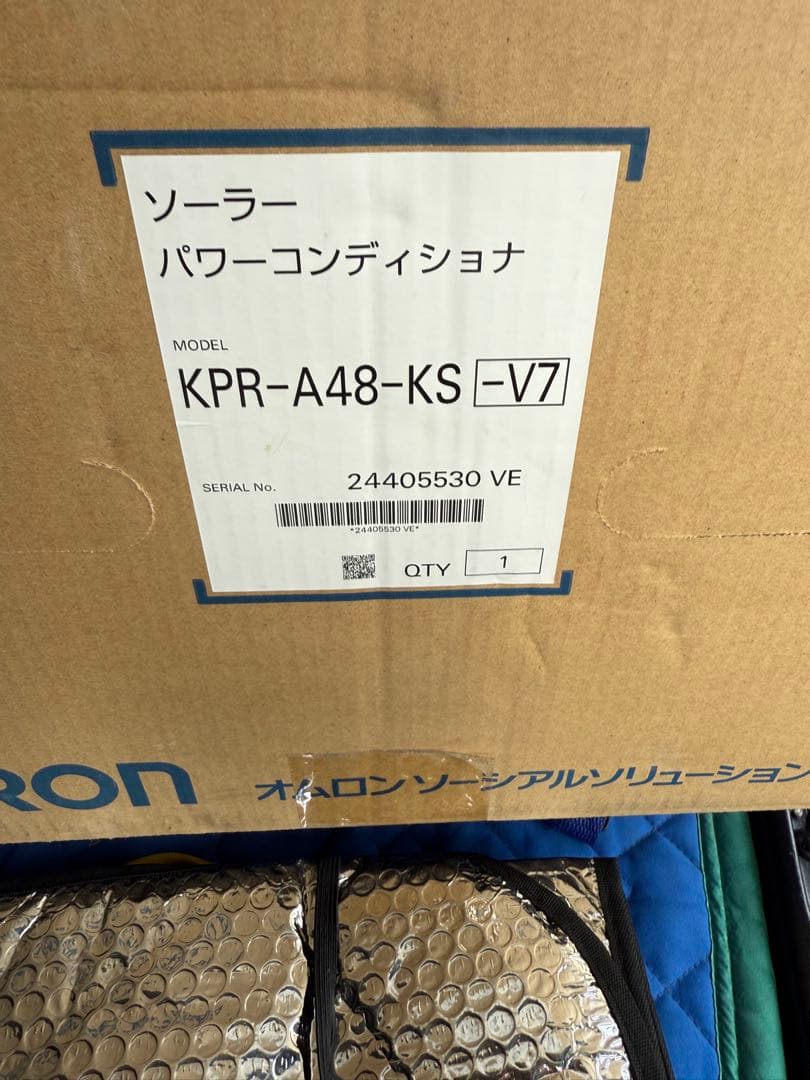 ソーラー
パワーコンディショナ
MODEL
KPR-A48-KS -V7
SERIAL No. 24405530 VE
*24405530 VE*
QTY 1
RON オムロン ソーシアルソリューション